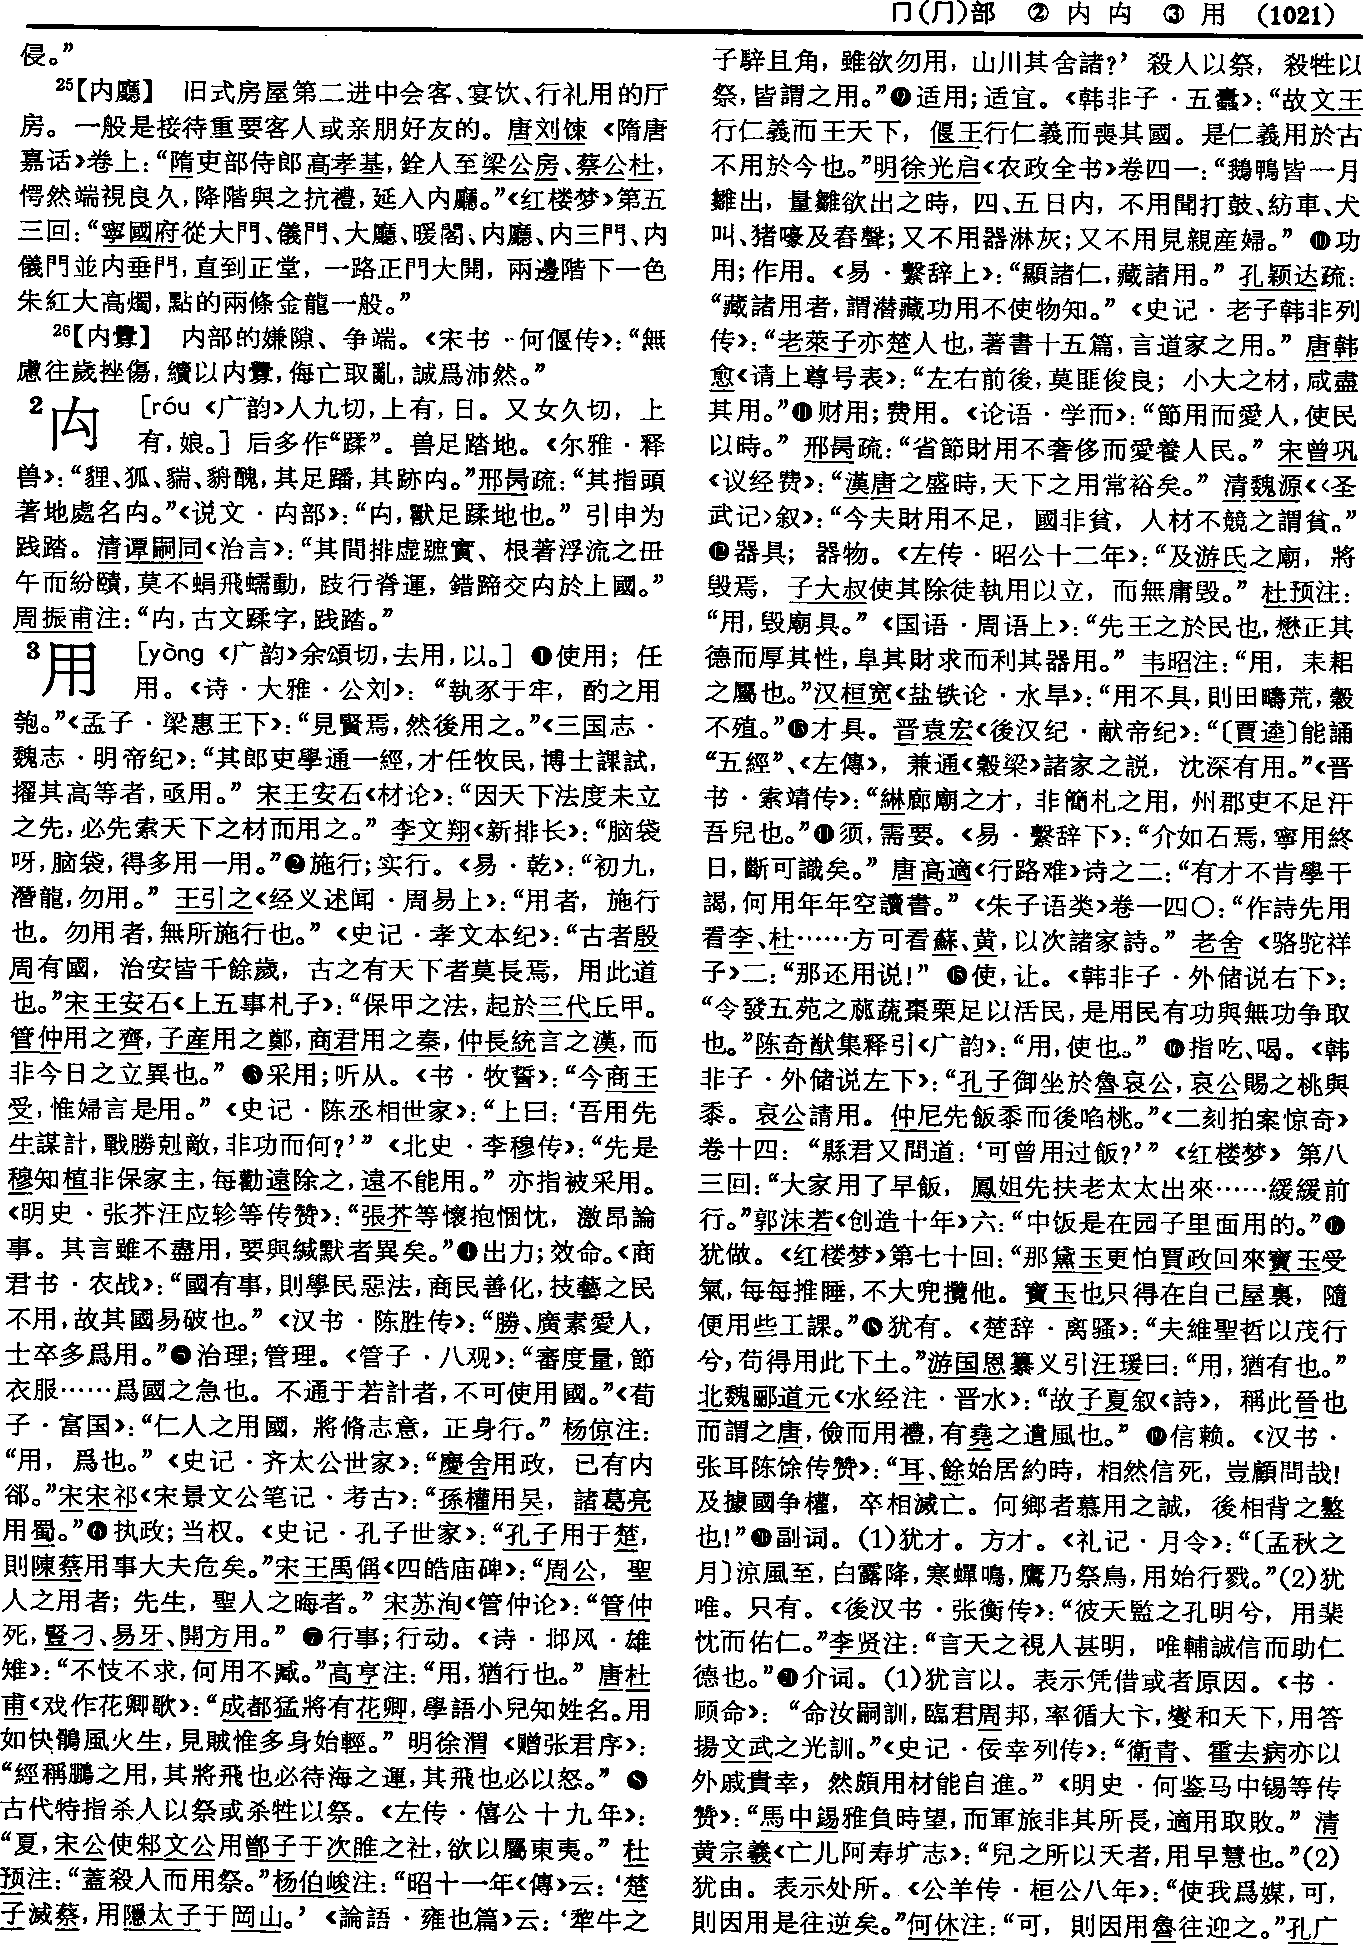 冂(⺆)部 ② 内 禸 ③ 用 (1021)
侵。”
²⁵【内廳】 旧式房屋第二进中会客、宴饮、行礼用的厅
房。一般是接待重要客人或亲朋好友的。唐刘𫗧《隋唐
嘉话》卷上：“隋吏部侍郎高孝基，銓人至梁公房、蔡公杜，
愕然端視良久，降階與之抗禮，延入内廳。”《红楼梦》第五
三回：“寧國府從大門、儀門、大廳、暖閣、内廳、内三門、内
儀門並内垂門，直到正堂，一路正門大開，兩邊階下一色
朱紅大高燭，點的兩條金龍一般。”
²⁶【内釁】 内部的嫌隙、争端。《宋书·何偃传》：“無
慮往歲挫傷，續以内釁，侮亡取亂，誠爲沛然。”
2 禸 [róu 《广韵》人九切，上有，日。又女久切，上
有，娘。] 后多作“蹂”。兽足踏地。《尔雅·释
兽》：“貍、狐、貒、貈醜，其足蹯，其跡禸。”邢昺疏：“其指頭
著地處名禸。”《说文·禸部》：“禸，獸足蹂地也。” 引申为
践踏。清谭嗣同《治言》：“其間排虚蹠實、根著浮流之毌
午而紛賾，莫不蜎飛蠕動，跂行脊運，錯蹄交禸於上國。”
周振甫注：“禸，古文蹂字，践踏。”
3 用 [yòng 《广韵》余頌切，去用，以。] ❶使用；任
用。《诗·大雅·公刘》：“執豕于牢，酌之用
匏。”《孟子·梁惠王下》：“見賢焉，然後用之。”《三国志·
魏志·明帝纪》：“其郎吏學通一經，才任牧民，博士課試，
擢其高等者，亟用。” 宋王安石《材论》：“因天下法度未立
之先，必先索天下之材而用之。” 李文翔《新排长》：“脑袋
呀，脑袋，得多用一用。”❷施行；实行。《易·乾》：“初九，
潛龍，勿用。” 王引之《经义述闻·周易上》：“用者，施行
也。勿用者，無所施行也。”《史记·孝文本纪》：“古者殷
周有國，治安皆千餘歲，古之有天下者莫長焉，用此道
也。”宋王安石《上五事札子》：“保甲之法，起於三代丘甲。
管仲用之齊，子産用之鄭，商君用之秦，仲長統言之漢，而
非今日之立異也。” ❸采用；听从。《书·牧誓》：“今商王
受，惟婦言是用。”《史记·陈丞相世家》：“上曰：‘吾用先
生謀計，戰勝剋敵，非功而何？’”《北史·李穆传》：“先是
穆知植非保家主，每勸遠除之，遠不能用。” 亦指被采用。
《明史·张芥汪应轸等传赞》：“張芥等懷抱悃忱，激昂論
事。其言雖不盡用，要與緘默者異矣。”❹出力；效命。《商
君书·农战》：“國有事，則學民惡法，商民善化，技藝之民
不用，故其國易破也。”《汉书·陈胜传》：“勝、廣素愛人，
士卒多爲用。”❺治理；管理。《管子·八观》：“審度量，節
衣服……爲國之急也。不通于若計者，不可使用國。”《荀
子·富国》：“仁人之用國，將脩志意，正身行。” 杨倞注：
“用，爲也。”《史记·齐太公世家》：“慶舍用政，已有内
郤。”宋宋祁《宋景文公笔记·考古》：“孫權用吴，諸葛亮
用蜀。”❻执政；当权。《史记·孔子世家》：“孔子用于楚，
則陳蔡用事大夫危矣。”宋王禹偁《四皓庙碑》：“周公，聖
人之用者；先生，聖人之晦者。” 宋苏洵《管仲论》：“管仲
死，豎刁、易牙、開方用。” ❼行事；行动。《诗·邶风·雄
雉》：“不忮不求，何用不臧。”高亨注：“用，猶行也。” 唐杜
甫《戏作花卿歌》：“成都猛將有花卿，學語小兒知姓名。用
如快鶻風火生，見賊惟多身始輕。” 明徐渭《赠张君序》：
“經稱鵬之用，其將飛也必待海之運，其飛也必以怒。” ❽
古代特指杀人以祭或杀牲以祭。《左传·僖公十九年》：
“夏，宋公使邾文公用鄫子于次睢之社，欲以屬東夷。” 杜
预注：“蓋殺人而用祭。”杨伯峻注：“昭十一年《傳》云：‘楚
子滅蔡，用隱太子于岡山。’《論語·雍也篇》云：‘犂牛之
子騂且角，雖欲勿用，山川其舍諸？’殺人以祭，殺牲以
祭，皆謂之用。”❾适用；适宜。《韩非子·五蠹》：“故文王
行仁義而王天下，偃王行仁義而喪其國。是仁義用於古
不用於今也。”明徐光启《农政全书》卷四一：“鵝鴨皆一月
雛出，量雛欲出之時，四、五日内，不用聞打鼓、紡車、犬
叫、猪嚎及舂聲；又不用器淋灰；又不用見親産婦。” ❿功
用；作用。《易·繫辞上》：“顯諸仁，藏諸用。” 孔颖达疏：
“藏諸用者，謂潜藏功用不使物知。”《史记·老子韩非列
传》：“老萊子亦楚人也，著書十五篇，言道家之用。” 唐韩
愈《请上尊号表》：“左右前後，莫匪俊良；小大之材，咸盡
其用。”⓫财用；费用。《论语·学而》：“節用而愛人，使民
以時。” 邢昺疏：“省節財用不奢侈而愛養人民。” 宋曾巩
《议经费》：“漢唐之盛時，天下之用常裕矣。” 清魏源《〈圣
武记〉叙》：“今夫財用不足，國非貧，人材不競之謂貧。”
⓬器具；器物。《左传·昭公十二年》：“及游氏之廟，將
毁焉，子大叔使其除徒執用以立，而無庸毁。” 杜预注：
“用，毁廟具。”《国语·周语上》：“先王之於民也，懋正其
德而厚其性，阜其財求而利其器用。” 韦昭注：“用，耒耜
之屬也。”汉桓宽《盐铁论·水旱》：“用不具，則田疇荒，穀
不殖。”⓭才具。晋袁宏《後汉纪·献帝纪》：“〔賈逵〕能誦
“五經”、《左傳》，兼通《穀梁》諸家之説，沈深有用。”《晋
书·索靖传》：“綝廊廟之才，非簡札之用，州郡吏不足汙
吾兒也。”⓮须，需要。《易·繫辞下》：“介如石焉，寧用終
日，斷可識矣。” 唐高適《行路难》诗之二：“有才不肯學干
謁，何用年年空讀書。”《朱子语类》卷一四〇：“作詩先用
看李、杜……方可看蘇、黄，以次諸家詩。” 老舍《骆驼祥
子》二：“那还用说！” ⓯使，让。《韩非子·外储说右下》：
“令發五苑之蓏蔬棗栗足以活民，是用民有功與無功争取
也。”陈奇猷集释引《广韵》：“用，使也。” ⓰指吃、喝。《韩
非子·外储说左下》：“孔子御坐於魯哀公，哀公賜之桃與
黍。哀公請用。仲尼先飯黍而後啗桃。”《二刻拍案惊奇》
卷十四：“縣君又問道：‘可曾用过飯？’”《红楼梦》第八
三回：“大家用了早飯，鳳姐先扶老太太出來……緩緩前
行。”郭沫若《创造十年》六：“中饭是在园子里面用的。”⓱
犹做。《红楼梦》第七十回：“那黛玉更怕賈政回來寶玉受
氣，每每推睡，不大兜攬他。寶玉也只得在自己屋裏，隨
便用些工課。”⓲犹有。《楚辞·离骚》：“夫維聖哲以茂行
兮，苟得用此下土。”游国恩纂义引汪瑗曰：“用，猶有也。”
北魏郦道元《水经注·晋水》：“故子夏叙《詩》，稱此晉也
而謂之唐，儉而用禮，有堯之遺風也。” ⓳信赖。《汉书·
张耳陈馀传赞》：“耳、餘始居約時，相然信死，豈顧問哉！
及據國争權，卒相滅亡。何鄉者慕用之誠，後相背之盭
也！”⓴副词。(1)犹才。方才。《礼记·月令》：“〔孟秋之
月〕涼風至，白露降，寒蟬鳴，鷹乃祭鳥，用始行戮。”(2)犹
唯。只有。《後汉书·张衡传》：“彼天監之孔明兮，用棐
忱而佑仁。”李贤注：“言天之視人甚明，唯輔誠信而助仁
德也。”㉑介词。(1)犹言以。表示凭借或者原因。《书·
顾命》：“命汝嗣訓，臨君周邦，率循大卞，燮和天下，用答
揚文武之光訓。”《史记·佞幸列传》：“衛青、霍去病亦以
外戚貴幸，然頗用材能自進。”《明史·何鉴马中锡等传
赞》：“馬中錫雅負時望，而軍旅非其所長，適用取敗。” 清
黄宗羲《亡儿阿寿圹志》：“兒之所以夭者，用早慧也。”(2)
犹由。表示处所。《公羊传·桓公八年》：“使我爲媒，可，
則因用是往逆矣。”何休注：“可，則因用魯往迎之。”孔广